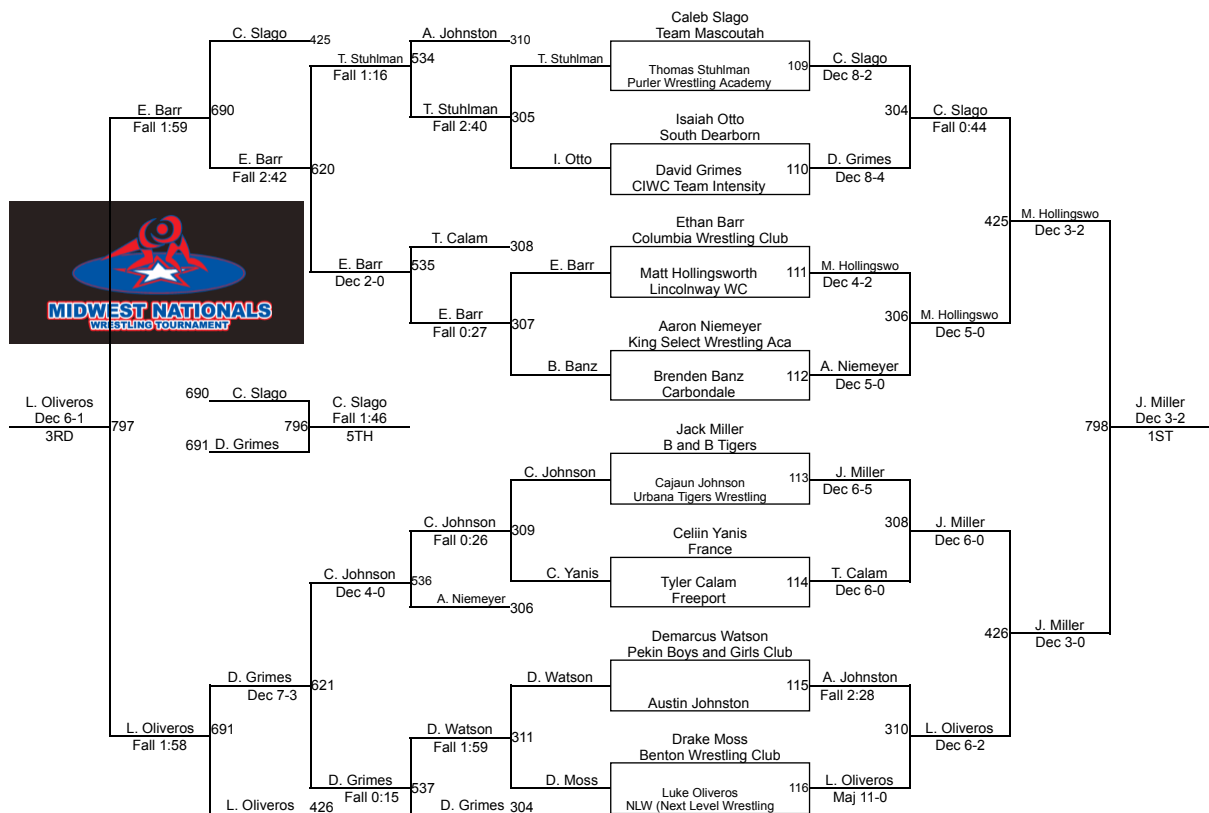 Caleb Slago
Team Mascoutah
C. Slago
425
A. Johnston
310
T. Stuhlman
534
Fall 1:16
T. Stuhlman
Thomas Stuhlman
Purler Wrestling Academy
109
C. Slago
Dec 8-2
E. Barr
690
Fall 1:59
T. Stuhlman
305
Fall 2:40
Isaiah Otto
South Dearborn
304
C. Slago
Fall 0:44
E. Barr
620
Fall 2:42
I. Otto
David Grimes
CIWC Team Intensity
110
D. Grimes
Dec 8-4
Ethan Barr
Columbia Wrestling Club
425
M. Hollingswo
Dec 3-2
T. Calam
308
E. Barr
535
Dec 2-0
E. Barr
Matt Hollingsworth
Lincolnway WC
111
M. Hollingswo
Dec 4-2
MIDWEST NATIONALS
WRESTLING TOURNAMENT
E. Barr
307
Fall 0:27
Aaron Niemeyer
King Select Wrestling Aca
306
M. Hollingswo
Dec 5-0
B. Banz
Brenden Banz
Carbondale
112
A. Niemeyer
Dec 5-0
L. Oliveros
Dec 6-1
3RD
797
690
C. Slago
796
C. Slago
Fall 1:46
5TH
691
D. Grimes
798
J. Miller
Dec 3-2
1ST
Jack Miller
B and B Tigers
C. Johnson
Cajaun Johnson
Urbana Tigers Wrestling
113
J. Miller
Dec 6-5
C. Johnson
309
Fall 0:26
Celiin Yanis
France
308
J. Miller
Dec 6-0
C. Johnson
536
Dec 4-0
C. Yanis
Tyler Calam
Freeport
114
T. Calam
Dec 6-0
A. Niemeyer
306
Demarcus Watson
Pekin Boys and Girls Club
426
J. Miller
Dec 3-0
D. Grimes
621
Dec 7-3
D. Watson
Austin Johnston
115
A. Johnston
Fall 2:28
L. Oliveros
691
Fall 1:58
D. Watson
311
Fall 1:59
Drake Moss
Benton Wrestling Club
310
L. Oliveros
Dec 6-2
D. Grimes
537
Fall 0:15
D. Moss
Luke Oliveros
NLW (Next Level Wrestling
116
L. Oliveros
Maj 11-0
L. Oliveros
426
D. Grimes
304